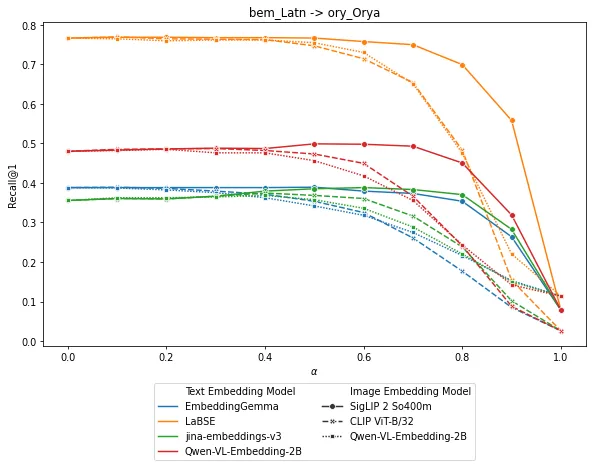 bem_Latn -> ory_Orya
Recall@1
0.8
0.7
0.6
0.5
0.4
0.3
0.2
0.1
0.0
0.0 0.2 0.4 0.6 0.8 1.0
α
Text Embedding Model Image Embedding Model
EmbeddingGemma SigLIP 2 So400m
LaBSE CLIP ViT-B/32
jina-embeddings-v3 Qwen-VL-Embedding-2B
Qwen-VL-Embedding-2B